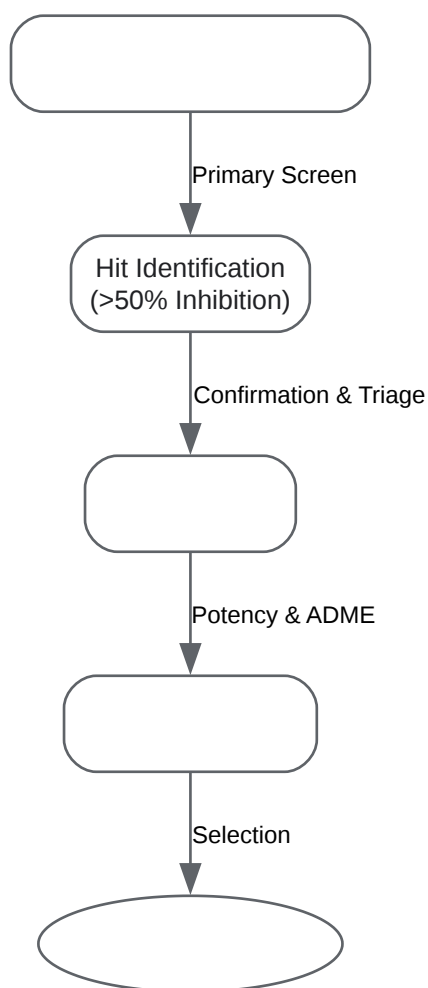 Primary Screen
Hit Identification
(>50% Inhibition)
Confirmation & Triage
Potency & ADME
Selection